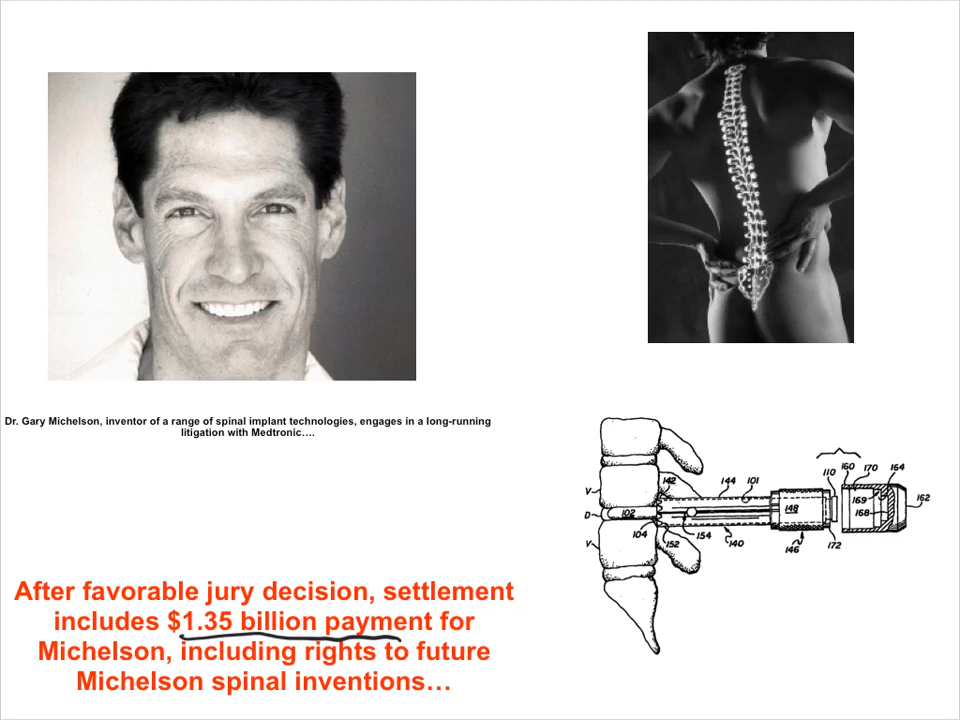 Dr. Gary Michelson, inventor of a range of spinal implant technologies, engages in a long-running
litigation with Medtronic….
142
144
101
110
160
170
164
V
169
162
D
102
148
168
104
154
V
152
140
146
172
After favorable jury decision, settlement
includes $1.35 billion payment for
Michelson, including rights to future
Michelson spinal inventions…